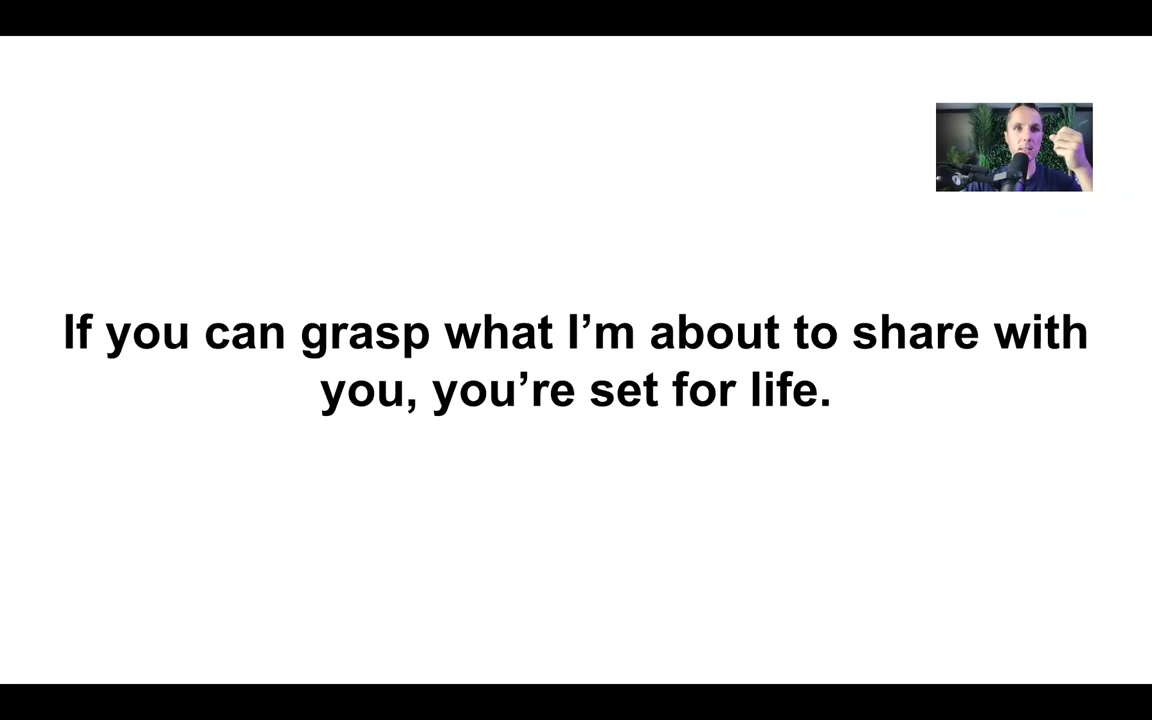 If you can grasp what I’m about to share with
you, you’re set for life.